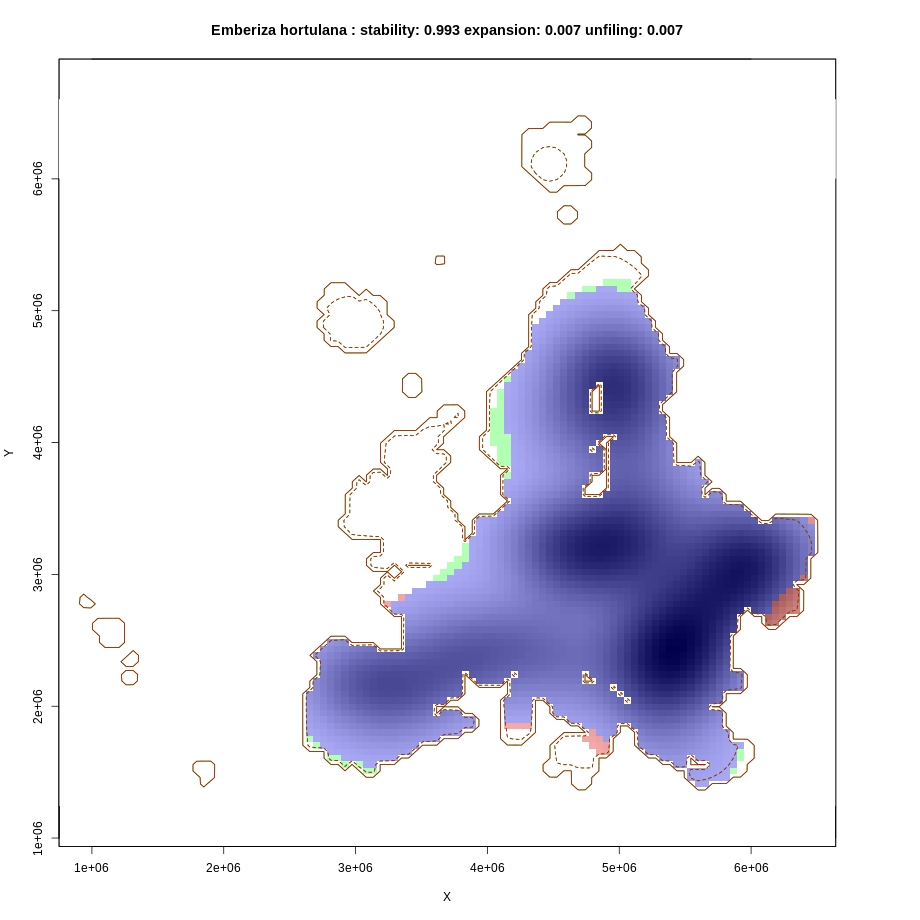 Emberiza hortulana : stability: 0.993 expansion: 0.007 unfiling: 0.007
6e+06
5e+06
4e+06
Y
3e+06
2e+06
1e+06
1e+06 2e+06 3e+06 4e+06 5e+06 6e+06
X